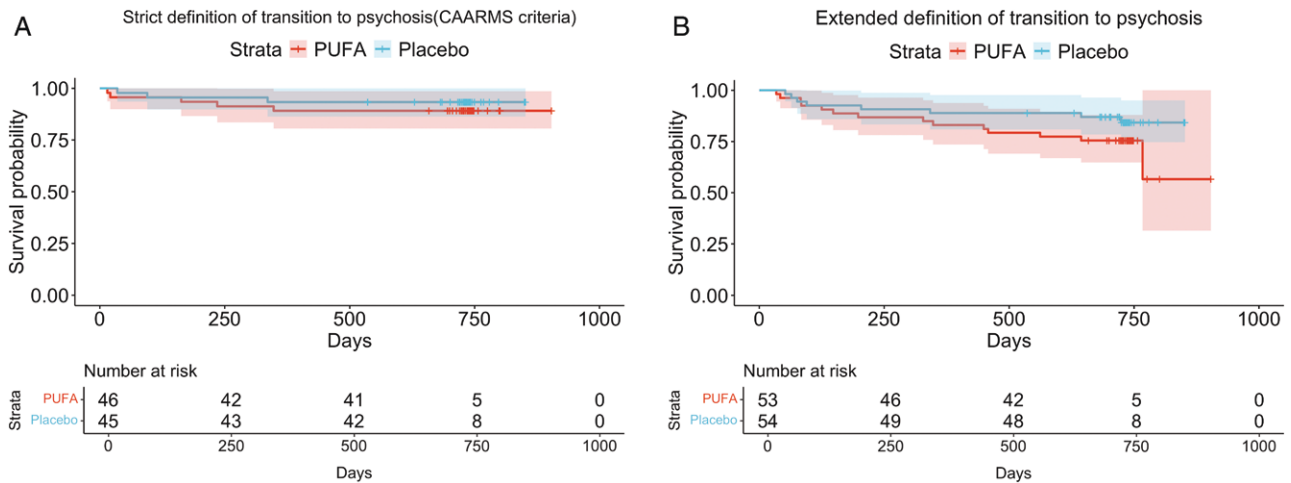 A
Strict definition of transition to psychosis(CAARMS criteria)
Strata PUFA Placebo
Survival probability
1.00
0.75
0.50
0.25
0.00
0 250 500 750 1000
Days
Number at risk
Strata
PUFA 46 42 41 5 0
Placebo 45 43 42 8 0
0 250 500 750 1000
Days
B
Extended definition of transition to psychosis
Strata PUFA Placebo
Survival probability
1.00
0.75
0.50
0.25
0.00
0 250 500 750 1000
Days
Number at risk
Strata
PUFA 53 46 42 5 0
Placebo 54 49 48 8 0
0 250 500 750 1000
Days